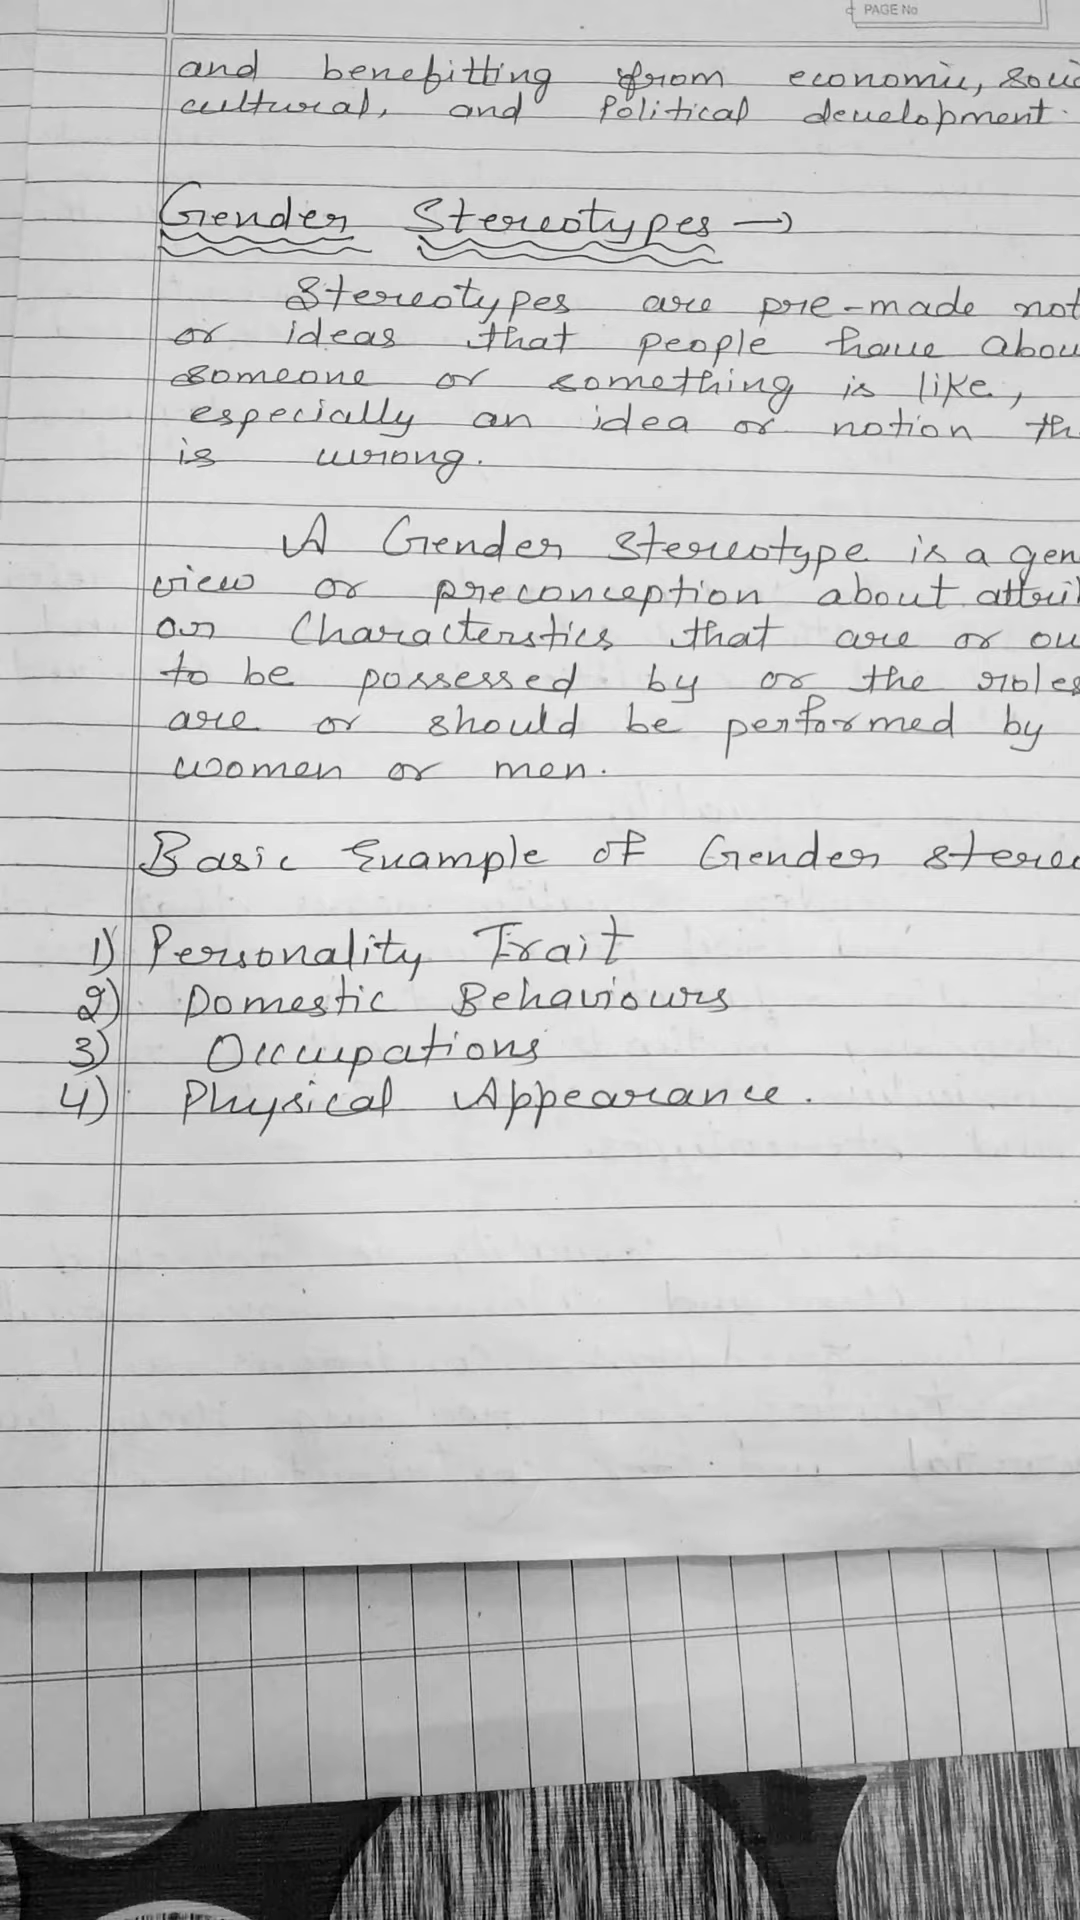 PAGE No
and benefitting from economic, soci
cultural, and Political development.
Gender Stereotypes →
Stereotypes are pre-made not
or ideas that people have abou
someone or something is like,
especially an idea or notion th
is wrong.
A Gender Stereotype is a gen
view or preconception about attri
or Characterstics that are or ou
to be possessed by or the roles
are or should be performed by
women or men.
Basic Example of Gender stereo
1) Personality Trait
2) Domestic Behaviours
3) Occupations
4) Physical Appearance.